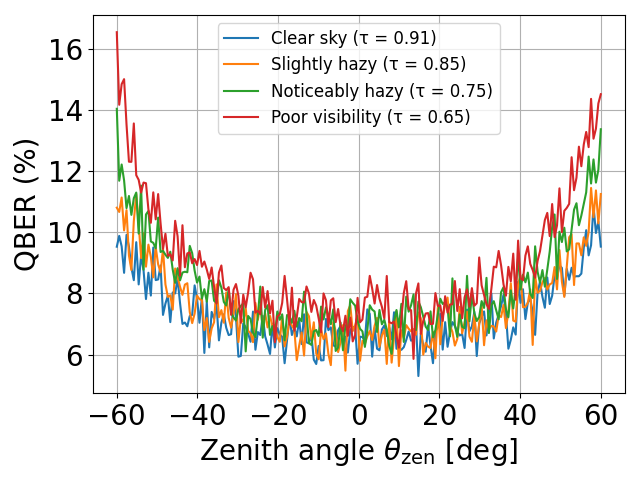 Clear sky (τ = 0.91)
Slightly hazy (τ = 0.85)
Noticeably hazy (τ = 0.75)
Poor visibility (τ = 0.65)
QBER (%)
16
14
12
10
8
6
−60 −40 −20 0 20 40 60
Zenith angle θzen [deg]